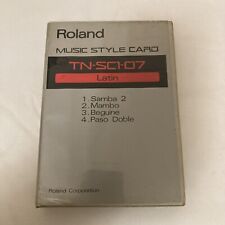 Roland
MUSIC STYLE CARD
TN-SC1-07
Latin
1 Samba 2
2. Mambo
3. Beguine
4. Paso Doble
Roland Corporation